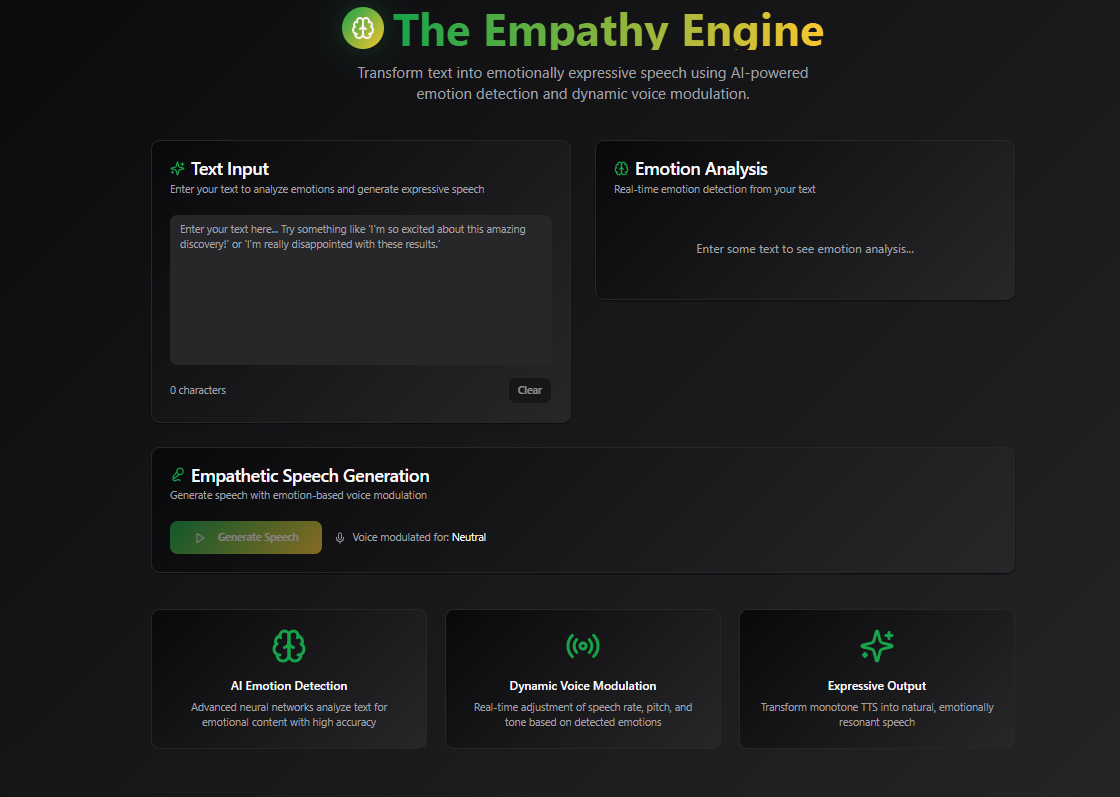 The Empathy Engine
Transform text into emotionally expressive speech using AI-powered
emotion detection and dynamic voice modulation.
Text Input
Enter your text to analyze emotions and generate expressive speech
Enter your text here... Try something like 'I'm so excited about this amazing
discovery!' or 'I'm really disappointed with these results.'
0 characters
Clear
Emotion Analysis
Real-time emotion detection from your text
Enter some text to see emotion analysis...
Empathetic Speech Generation
Generate speech with emotion-based voice modulation
Generate Speech
Voice modulated for: Neutral
AI Emotion Detection
Advanced neural networks analyze text for
emotional content with high accuracy
Dynamic Voice Modulation
Real-time adjustment of speech rate, pitch, and
tone based on detected emotions
Expressive Output
Transform monotone TTS into natural, emotionally
resonant speech